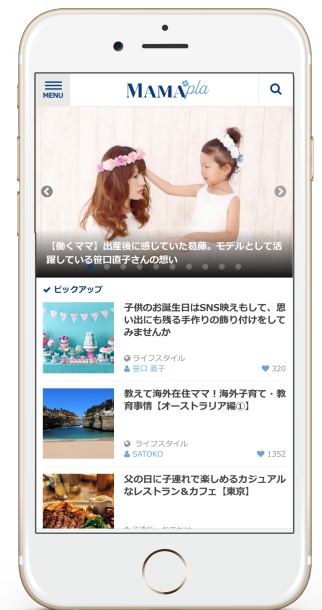 MENU
MAMA pla
【働くママ】出産後に感じていた葛藤。モデルとして活
躍している笹口直子さんの想い
ピックアップ
子供のお誕生日はSNS映えもして、思
い出にも残る手作りの飾り付けをして
みませんか
ライフスタイル
笹口 直子
320
教えて海外在住ママ！海外子育て・教
育事情【オーストラリア編①】
ライフスタイル
SATOKO
1352
父の日に子連れで楽しめるカジュアル
なレストラン&カフェ【東京】